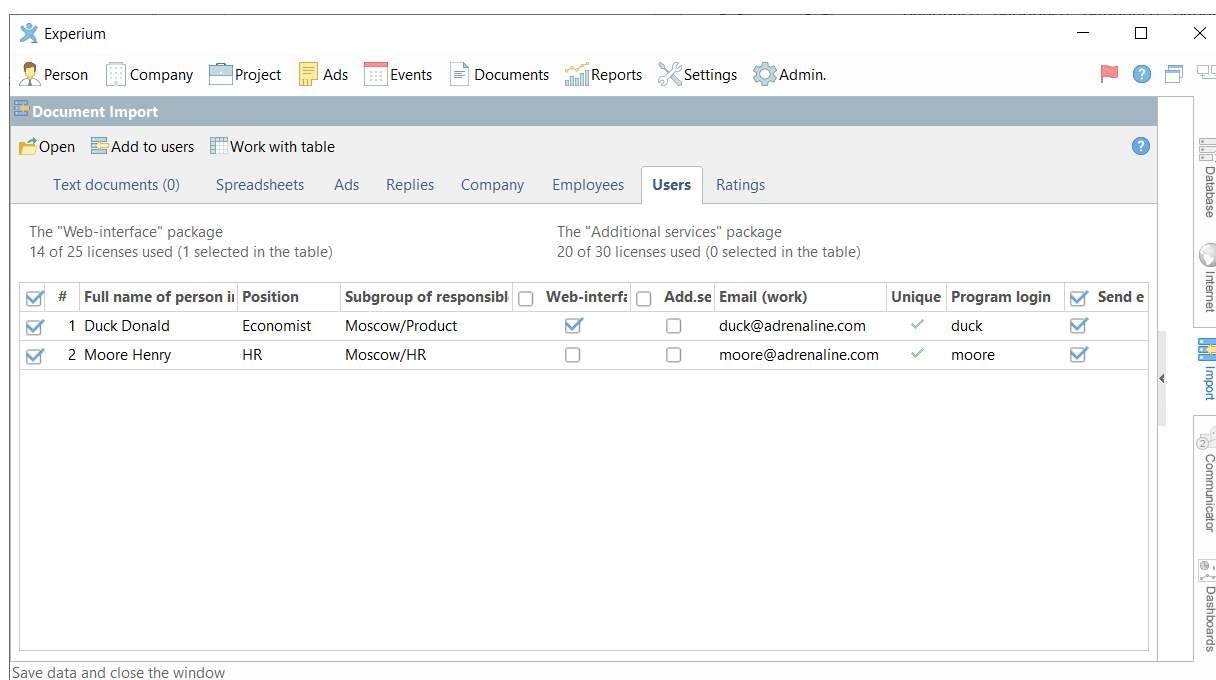 Experium
Person Company Project Ads Events Documents Reports Settings Admin.
Document Import
Open Add to users Work with table
Text documents (0) Spreadsheets Ads Replies Company Employees Users Ratings
The "Web-interface" package
14 of 25 licenses used (1 selected in the table)
The "Additional services" package
20 of 30 licenses used (0 selected in the table)
# Full name of person i Position Subgroup of responsibl Web-interfa Add.se Email (work) Unique Program login Send e
1 Duck Donald Economist Moscow/Product duck@adrenaline.com duck
2 Moore Henry HR Moscow/HR moore@adrenaline.com moore
Database
Internet
Import
2
Communicator
Dashboards
Save data and close the window